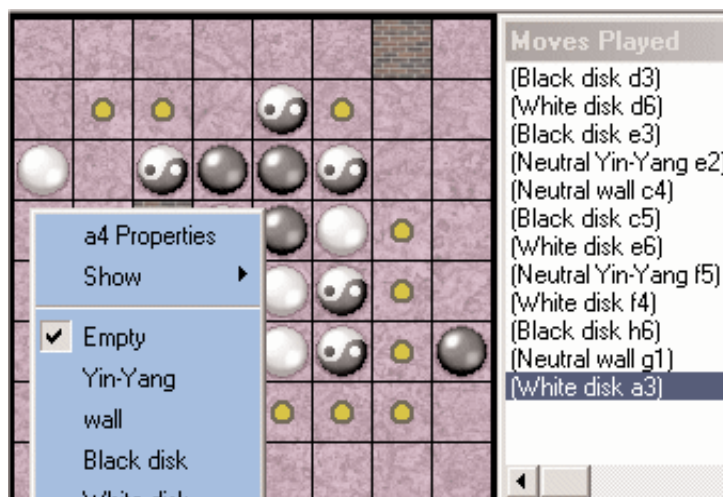 Moves Played
(Black disk d3)
(White disk d6)
(Black disk e3)
(Neutral Yin-Yang e2)
(Neutral wall c4)
(Black disk c5)
(White disk e6)
(Neutral Yin-Yang f5)
(White disk f4)
(Black disk h6)
(Neutral wall g1)
(White disk a3)
a4 Properties
Show
Empty
Yin-Yang
wall
Black disk
White disk